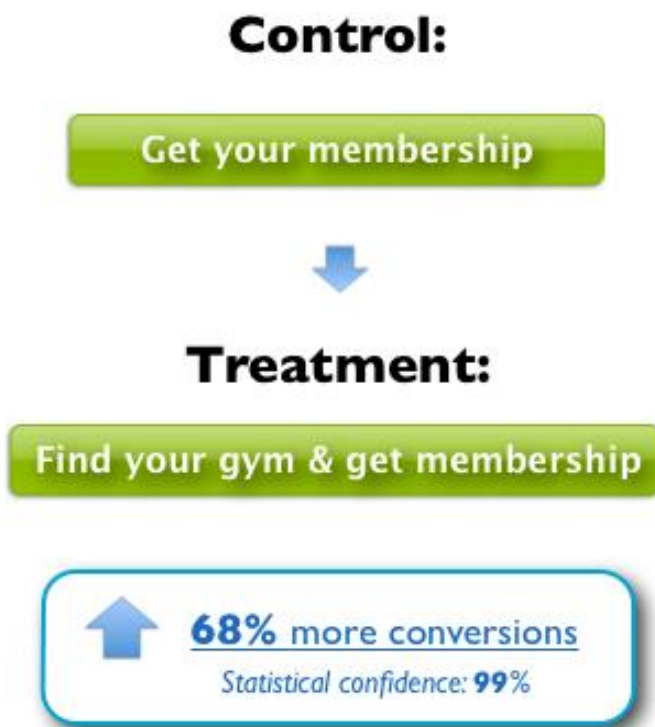 Control:
Get your membership
Treatment:
Find your gym & get membership
68% more conversions
Statistical confidence: 99%